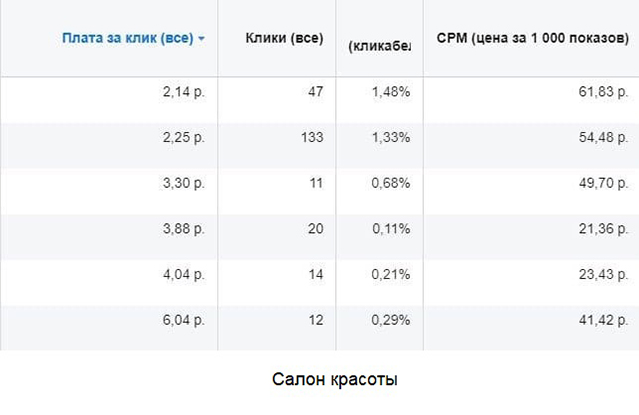 Плата за клик (все) Клики (все) (кликабел CPM (цена за 1 000 показов)
2,14 р. 47 1,48% 61,83 р.
2,25 р. 133 1,33% 54,48 р.
3,30 р. 11 0,68% 49,70 р.
3,88 р. 20 0,11% 21,36 р.
4,04 р. 14 0,21% 23,43 р.
6,04 р. 12 0,29% 41,42 р.
Салон красоты